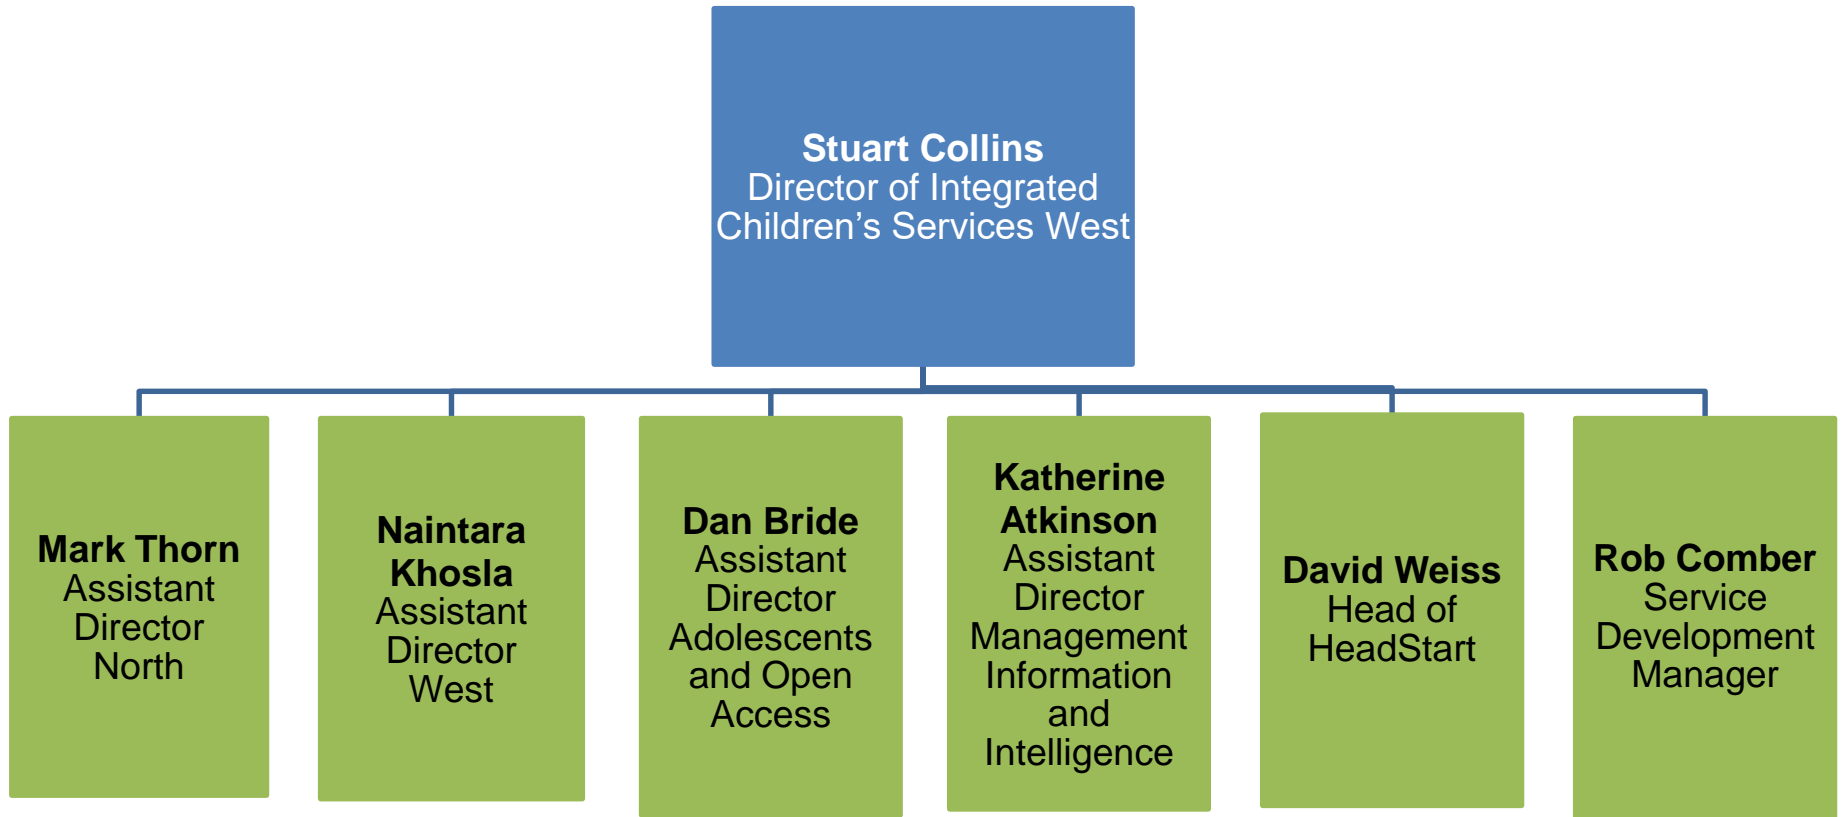 Stuart Collins
Director of Integrated
Children’s Services West
Mark Thorn
Assistant
Director
North
Naintara
Khosla
Assistant
Director
West
Dan Bride
Assistant
Director
Adolescents
and Open
Access
Katherine
Atkinson
Assistant
Director
Management
Information
and
Intelligence
David Weiss
Head of
HeadStart
Rob Comber
Service
Development
Manager